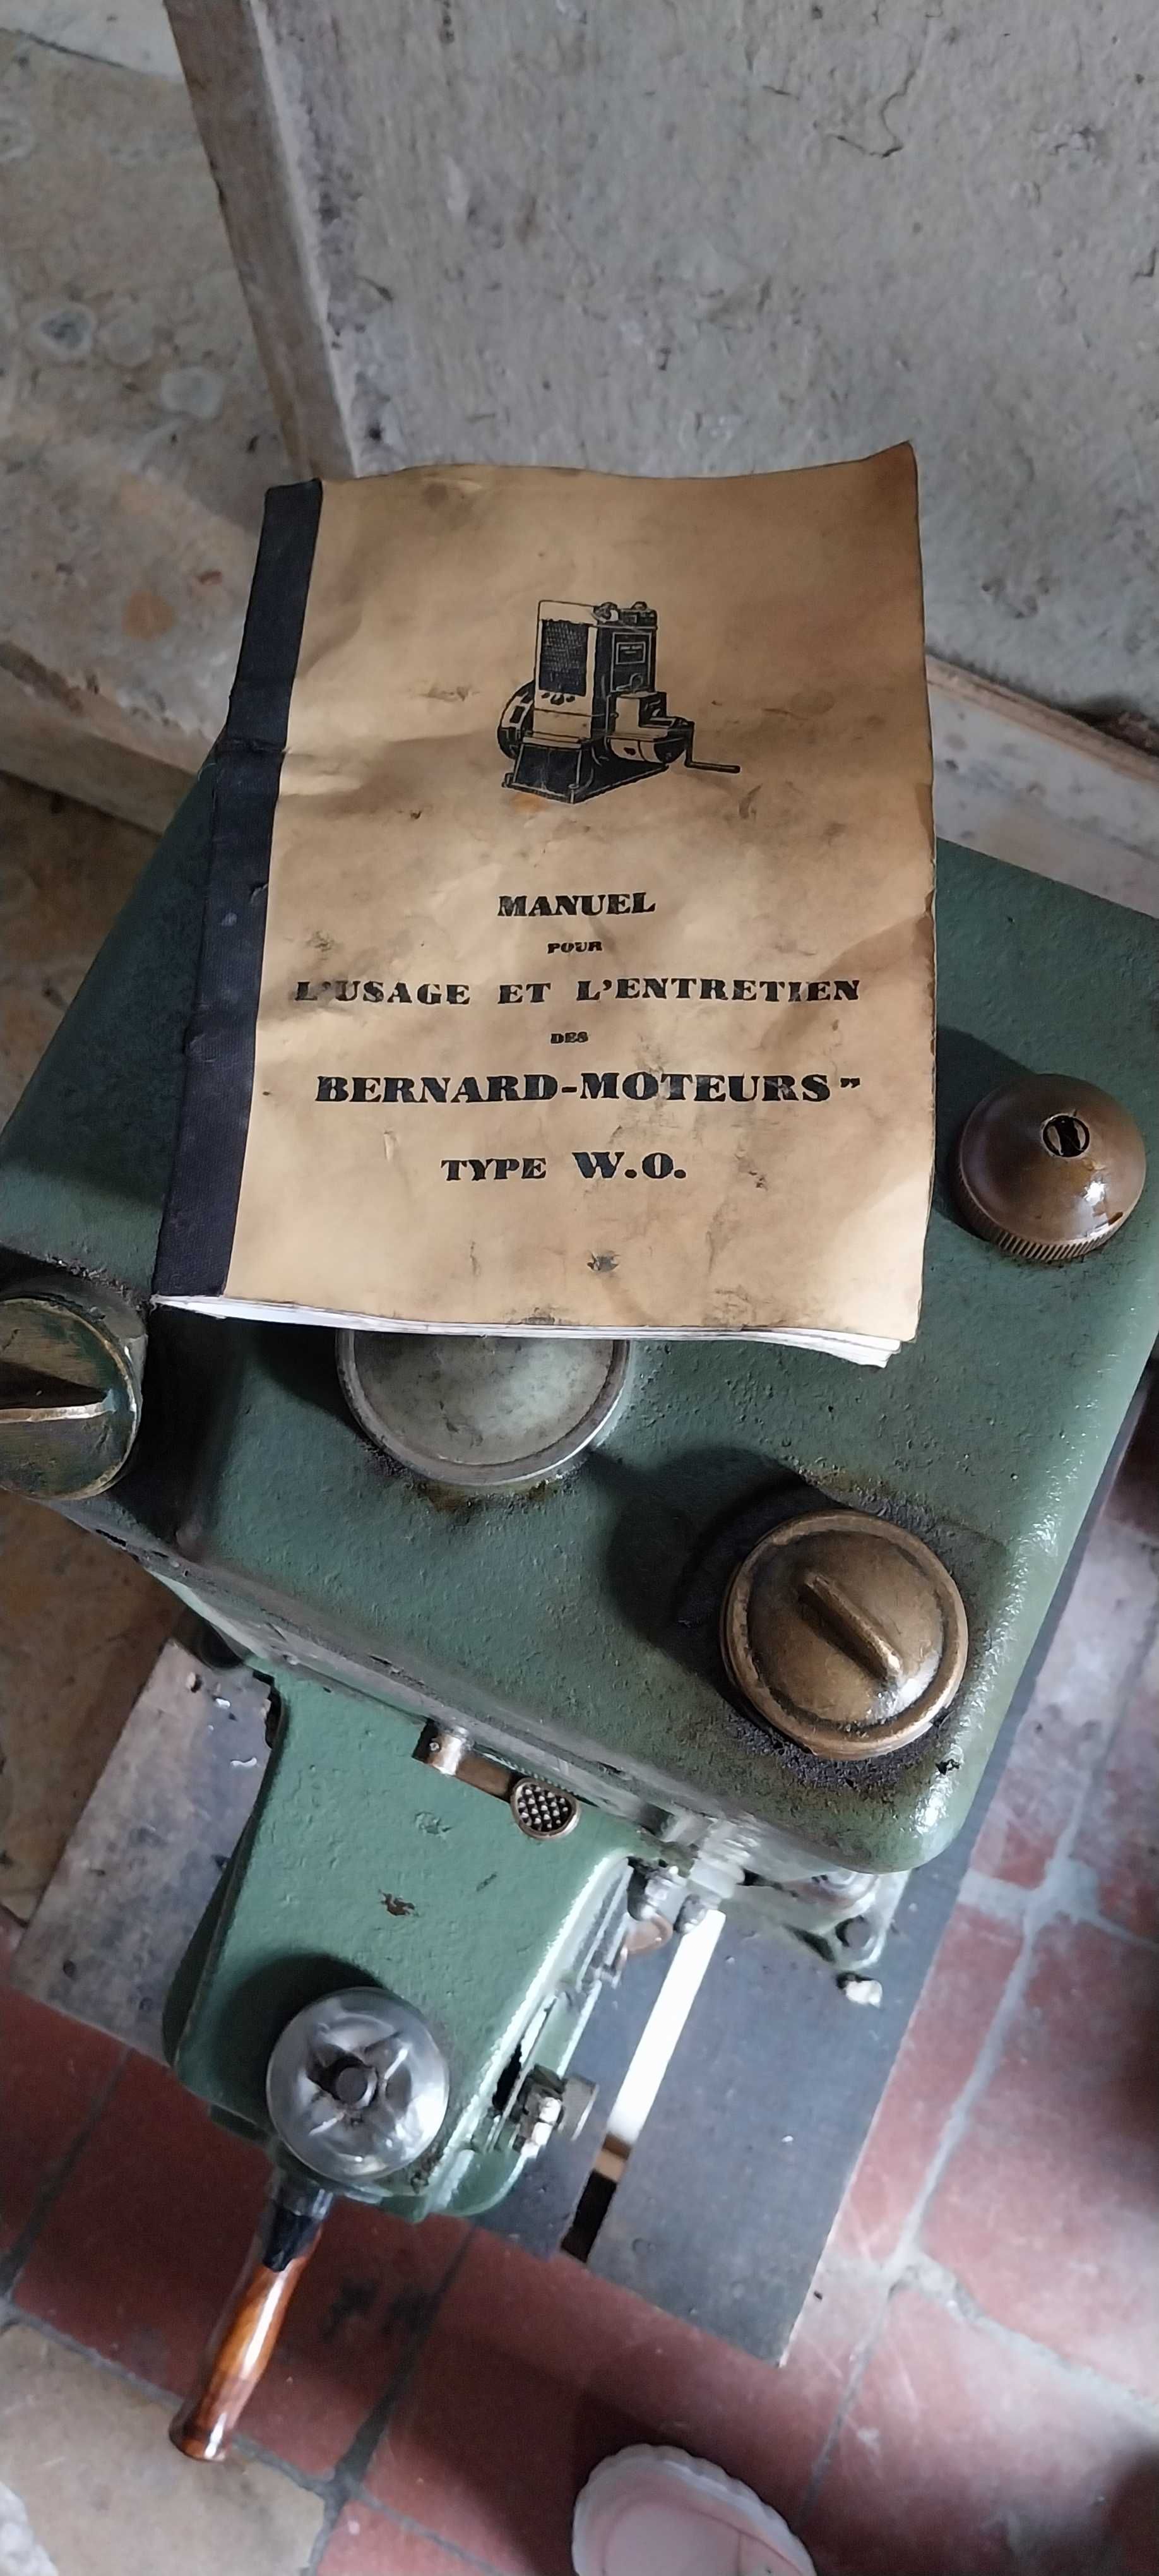 MANUEL
POUR
L'USAGE ET L'ENTRETIEN
DES
BERNARD-MOTEURS"
TYPE W.O.